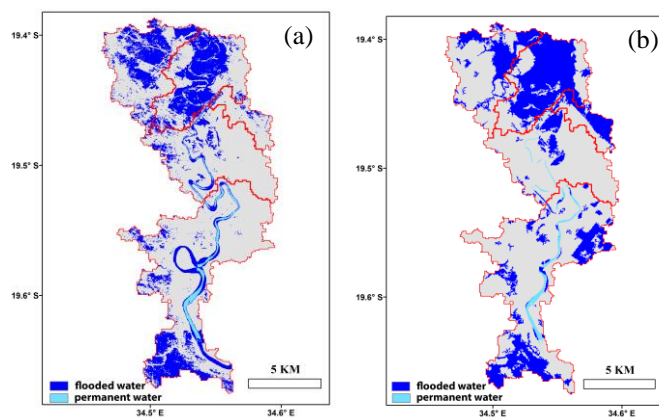 (a)
19.4° S
19.5° S
19.6° S
flooded water
permanent water
5 KM
34.5° E
34.6° E
(b)
19.4° S
19.5° S
19.6° S
flooded water
permanent water
5 KM
34.5° E
34.6° E